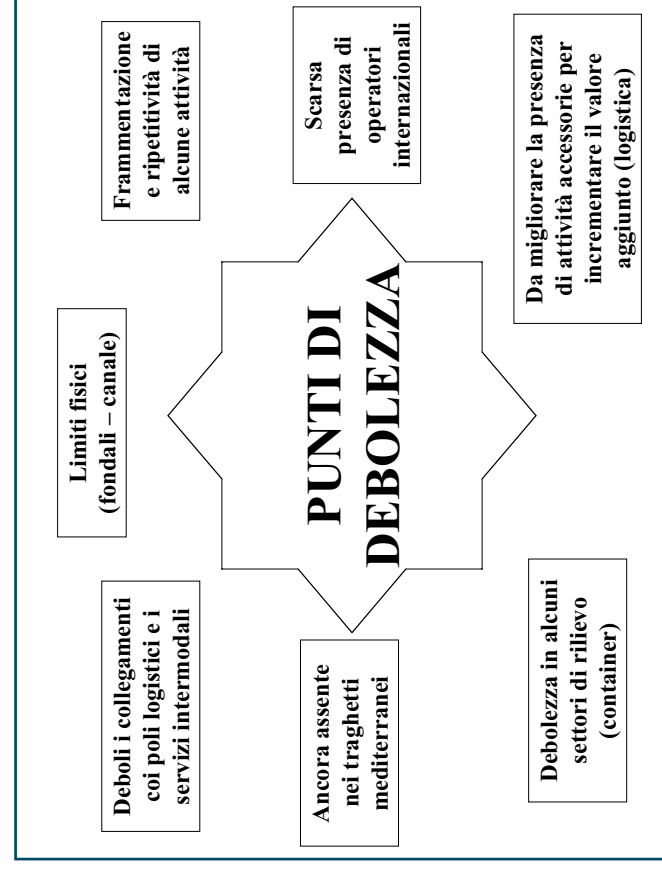 Deboli i collegamenti
coi poli logistici e i
servizi intermodali
Limiti fisici
(fondali – canale)
Frammentazione
e ripetitività di
alcune attività
Ancora assente
nei traghetti
mediterranei
PUNTI DI
DEBOLEZZA
Scarsa
presenza di
operatori
internazionali
Debolezza in alcuni
settori di rilievo
(container)
Da migliorare la presenza
di attività accessorie per
incrementare il valore
aggiunto (logistica)